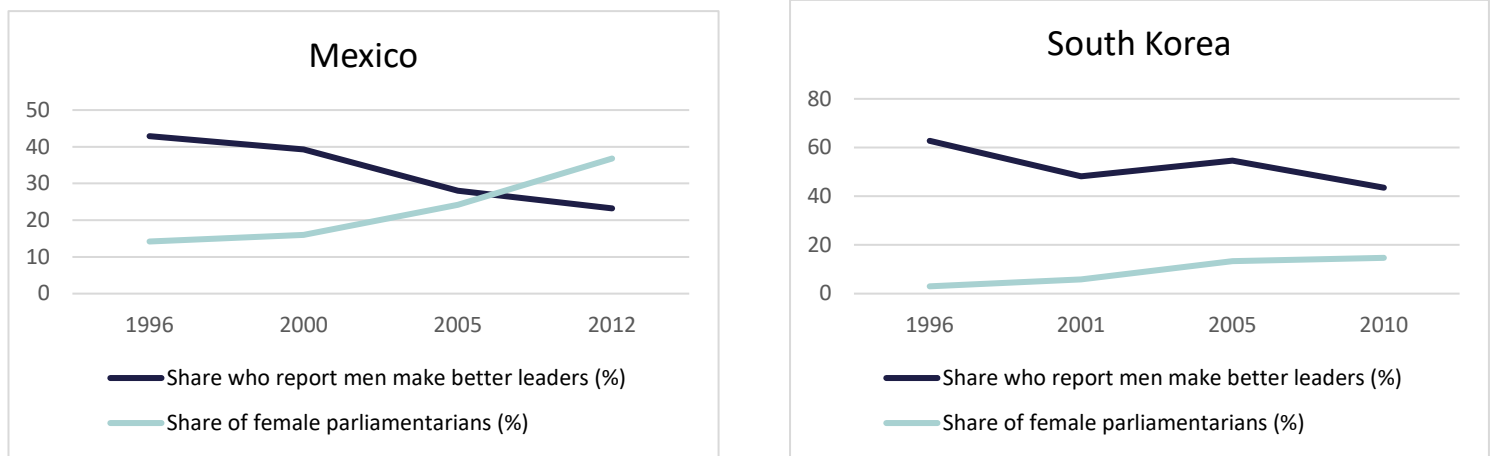 Mexico
50
40
30
20
10
0
1996 2000 2005 2012
Share who report men make better leaders (%)
Share of female parliamentarians (%)
South Korea
80
60
40
20
0
1996 2001 2005 2010
Share who report men make better leaders (%)
Share of female parliamentarians (%)